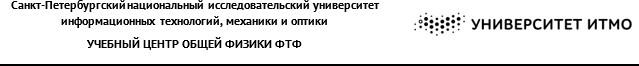 Санкт-Петербургский национальный исследовательский университет
информационных технологий, механики и оптики
УЧЕБНЫЙ ЦЕНТР ОБЩЕЙ ФИЗИКИ ФТФ
УНИВЕРСИТЕТ ИТМО